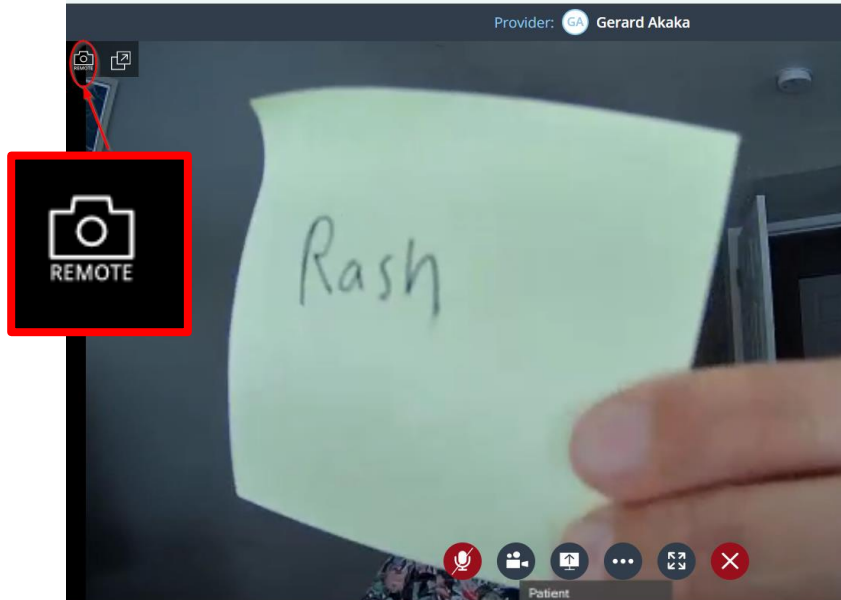 Provider: GA Gerard Akaka
REMOTE
REMOTE
Rash
Patient